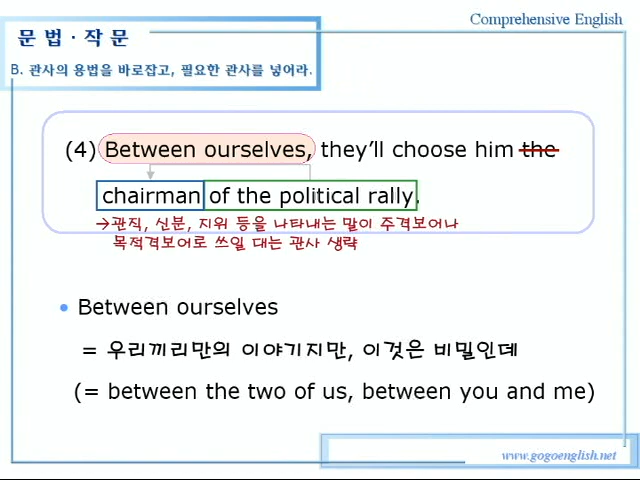 Comprehensive English
문 법 · 작 문
B. 관사의 용법을 바로잡고, 필요한 관사를 넣어라.
(4) Between ourselves, they’ll choose him the
chairman of the political rally.
→관직, 신분, 지위 등을 나타내는 말이 주격보어나
목적격보어로 쓰일 대는 관사 생략
• Between ourselves
= 우리끼리만의 이야기지만, 이것은 비밀인데
(= between the two of us, between you and me)
www.gogoenglish.net